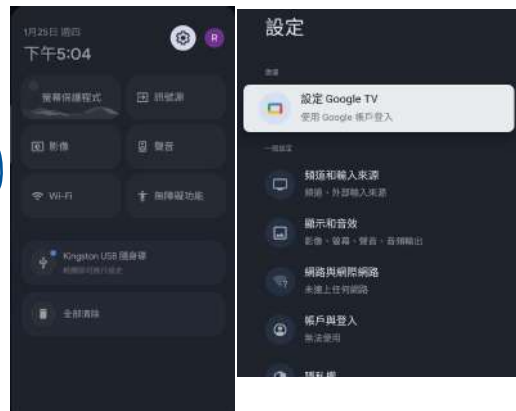 1月25日 週四
下午5:04
R
螢幕保護程式
訊號源
影像
聲音
Wi-Fi
無障礙功能
Kingston USB 隨身碟
全部清除
設定
設定 Google TV
使用 Google 帳戶登入
一般設定
頻道和輸入來源
頻道、外部輸入來源
顯示和音效
影像、螢幕、聲音、音頻輸出
網路與網際網路
未連上任何網路
帳戶與登入
無法使用
隱私權